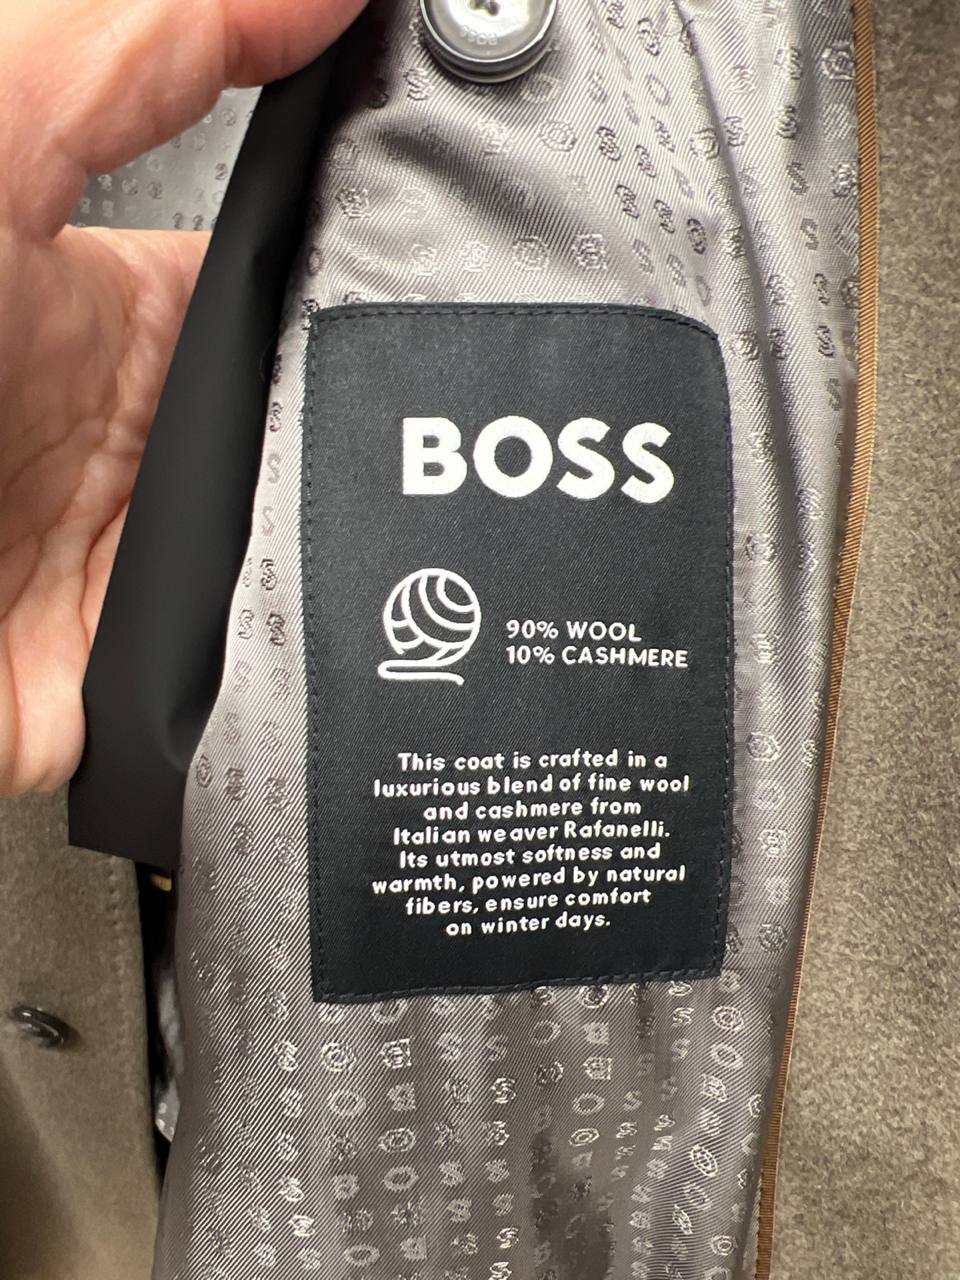 BOSS
BOSS
90% WOOL
10% CASHMERE
This coat is crafted in a
luxurious blend of fine wool
and cashmere from
Italian weaver Rafanelli.
Its utmost softness and
warmth, powered by natural
fibers, ensure comfort
on winter days.